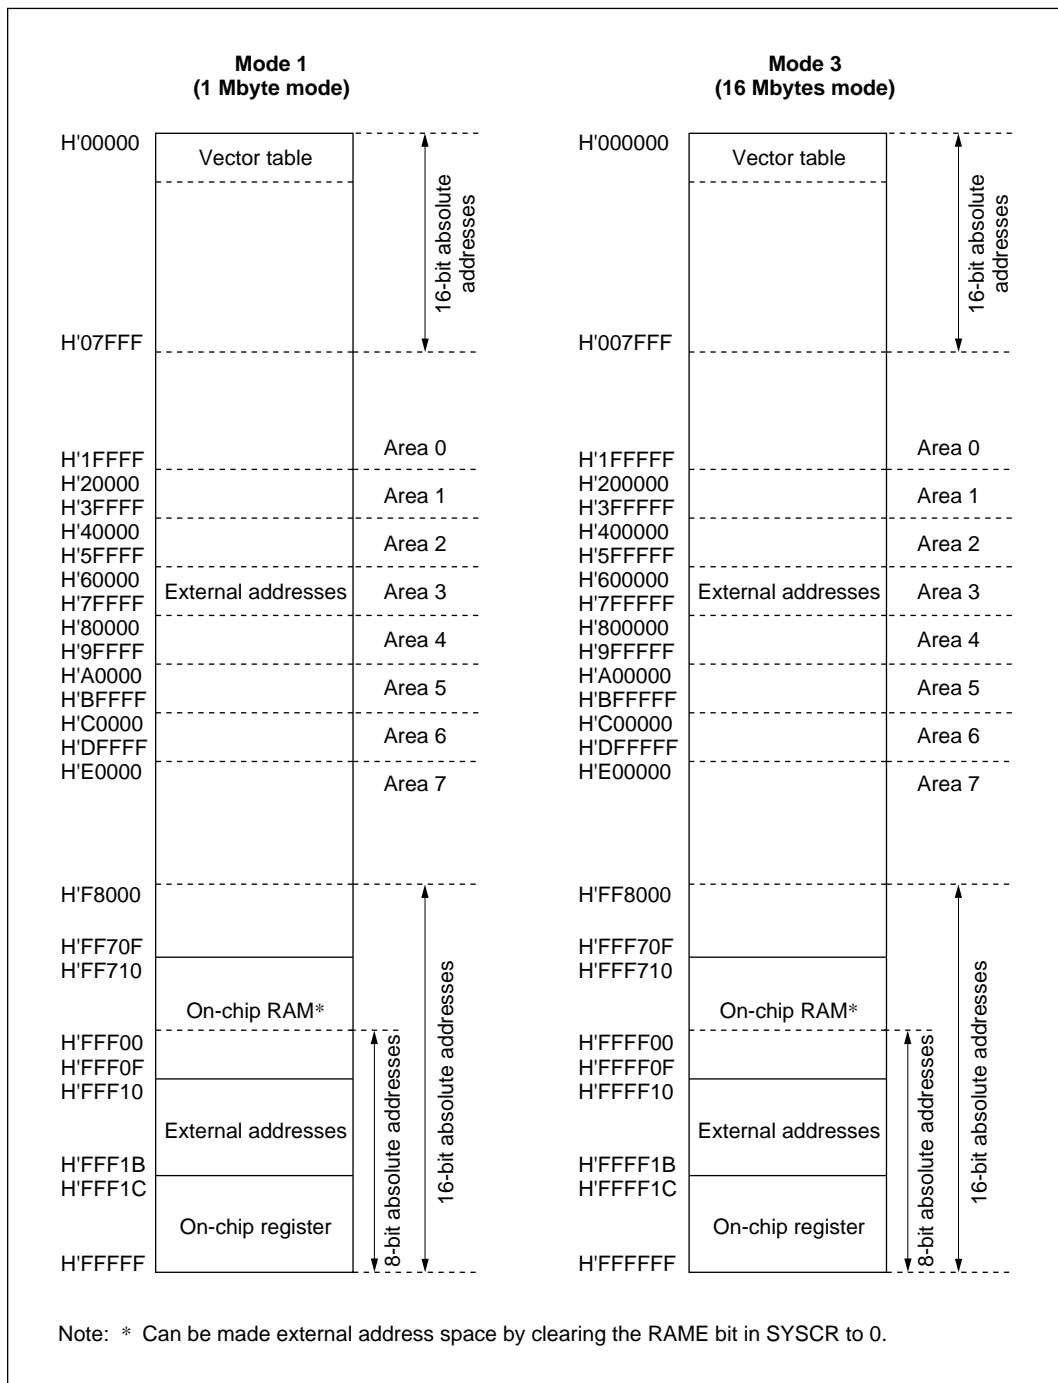 Mode 1
(1 Mbyte mode)
H'00000
Vector table
16-bit absolute
addresses
H'07FFF
H'1FFFF
Area 0
H'20000
H'3FFFF
Area 1
H'40000
H'5FFFF
Area 2
H'60000
H'7FFFF
External addresses
Area 3
H'80000
H'9FFFF
Area 4
H'A0000
H'BFFFF
Area 5
H'C0000
H'DFFFF
Area 6
H'E0000
Area 7
H'F8000
H'FF70F
H'FF710
On-chip RAM*
H'FFF00
H'FFF0F
H'FFF10
External addresses
H'FFF1B
H'FFF1C
On-chip register
H'FFFFF
8-bit absolute addresses
16-bit absolute addresses
Mode 3
(16 Mbytes mode)
H'000000
Vector table
16-bit absolute
addresses
H'007FFF
H'1FFFFF
Area 0
H'200000
H'3FFFFF
Area 1
H'400000
H'5FFFFF
Area 2
H'600000
H'7FFFFF
External addresses
Area 3
H'800000
H'9FFFFF
Area 4
H'A00000
H'BFFFFF
Area 5
H'C00000
H'DFFFFF
Area 6
H'E00000
Area 7
H'FF8000
H'FFF70F
H'FFF710
On-chip RAM*
H'FFFF00
H'FFFF0F
H'FFFF10
External addresses
H'FFFF1B
H'FFFF1C
On-chip register
H'FFFFFF
8-bit absolute addresses
16-bit absolute addresses
Note: * Can be made external address space by clearing the RAME bit in SYSCR to 0.